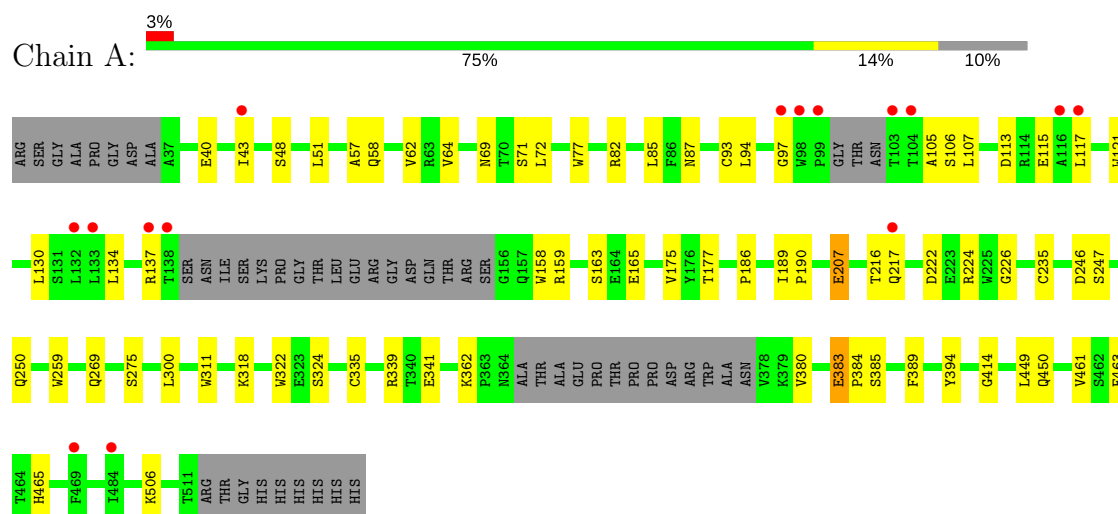 3%
Chain A:
75% 14% 10%
ARG SER GLY ALA PRO GLY ASP ALA A37 E40 I43 S48 L51 A57 Q58 V62 R63 V64 N69 T70 S71 L72 W77 R82 L85 F86 N87 G93 L94 G97 W98 P99 GLY THR ASN T103 T104 A105 S106 L107 D113 R114 E115 A116 L117
L130 S131 L132 L133 L134 R137 T138 SER ASN ILE SER LYS PRO GLY THR LEU GLU ARG GLY ASP GLN THR ARG SER G156 Q157 W158 R159 S163 E164 E165 V175 Y176 T177 P186 I189 P190 E207 T216 Q217 D222 E223 R224 W225 G226 C235 D246 S247
Q250 W259 Q269 S275 L300 W311 K318 W322 E323 S324 C335 R339 T340 E341 K362 P363 N364 ALA THR ALA GLU PRO THR PRO PRO ASP ARG TRP ALA ASN V378 K379 V380 E383 P384 S385 F389 Y394 G414 L449 Q450 V461 S462
T464 H465 F469 I484 K506 T511 ARG THR GLY HIS HIS HIS HIS HIS HIS